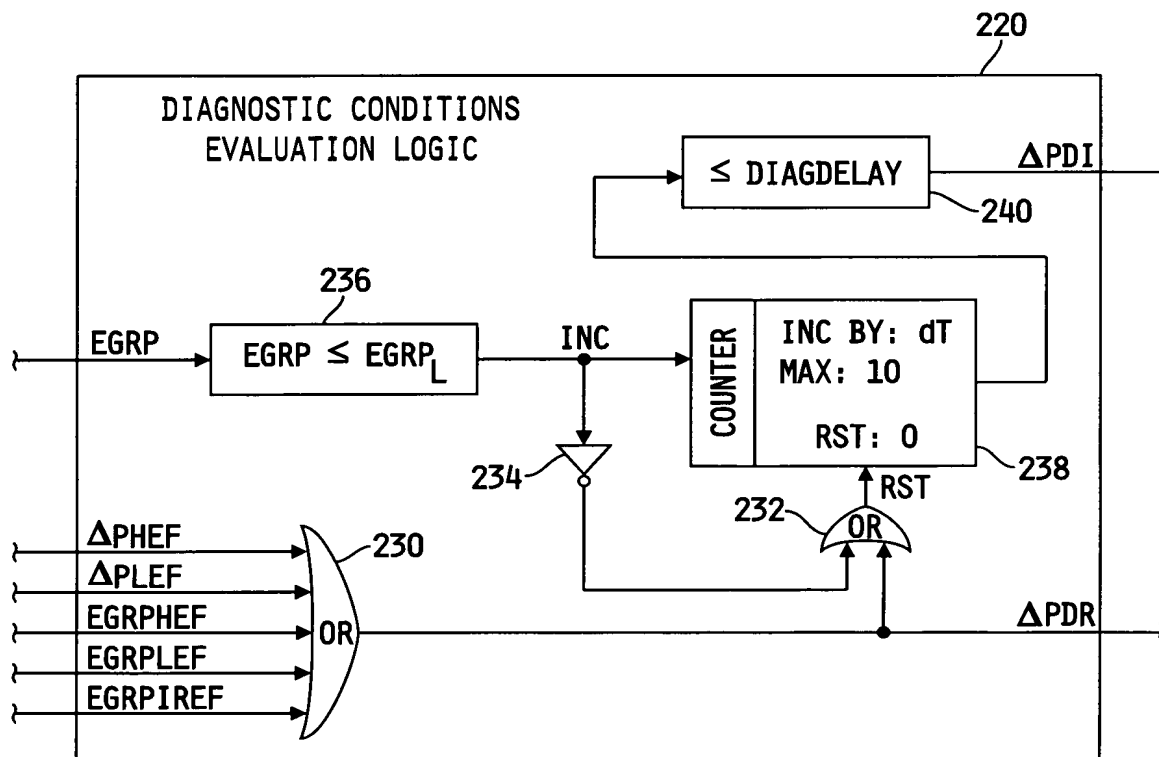 220
DIAGNOSTIC CONDITIONS
EVALUATION LOGIC
≤ DIAGDELAY
ΔPDI
240
236
EGRP
EGRP ≤ EGRPL
INC
COUNTER
INC BY: dT
MAX: 10
RST: 0
238
234
RST
232
OR
ΔPHEF
230
ΔPLEF
EGRPHEF
OR
ΔPDR
EGRPLEF
EGRPIREF